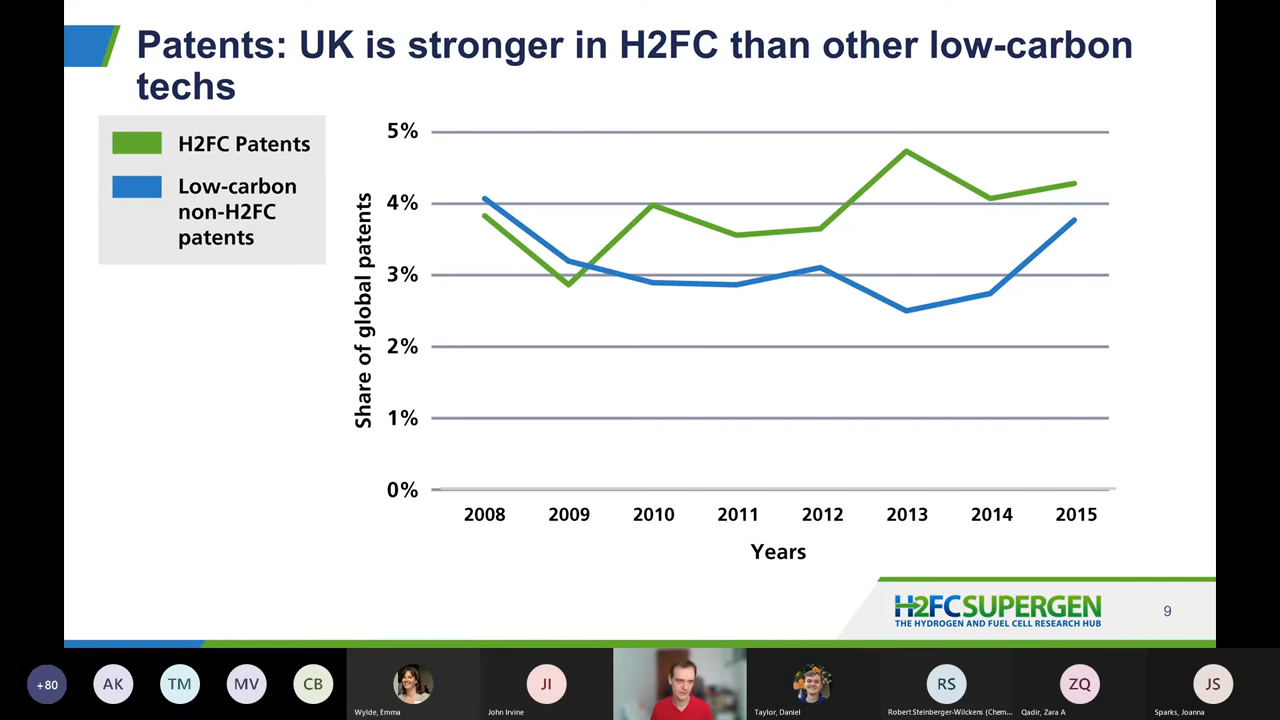 Patents: UK is stronger in H2FC than other low-carbon
techs
H2FC Patents
Low-carbon
non-H2FC
patents
Share of global patents
5%
4%
3%
2%
1%
0%
2008 2009 2010 2011 2012 2013 2014 2015
Years
H2FCSUPERGEN
THE HYDROGEN AND FUEL CELL RESEARCH HUB
9
+80 AK TM MV CB JI RS ZQ JS
Wylde, Emma John Irvine Taylor, Daniel Robert Steinberger-Wilckens (Chem... Qadir, Zara A Sparks, Joanna